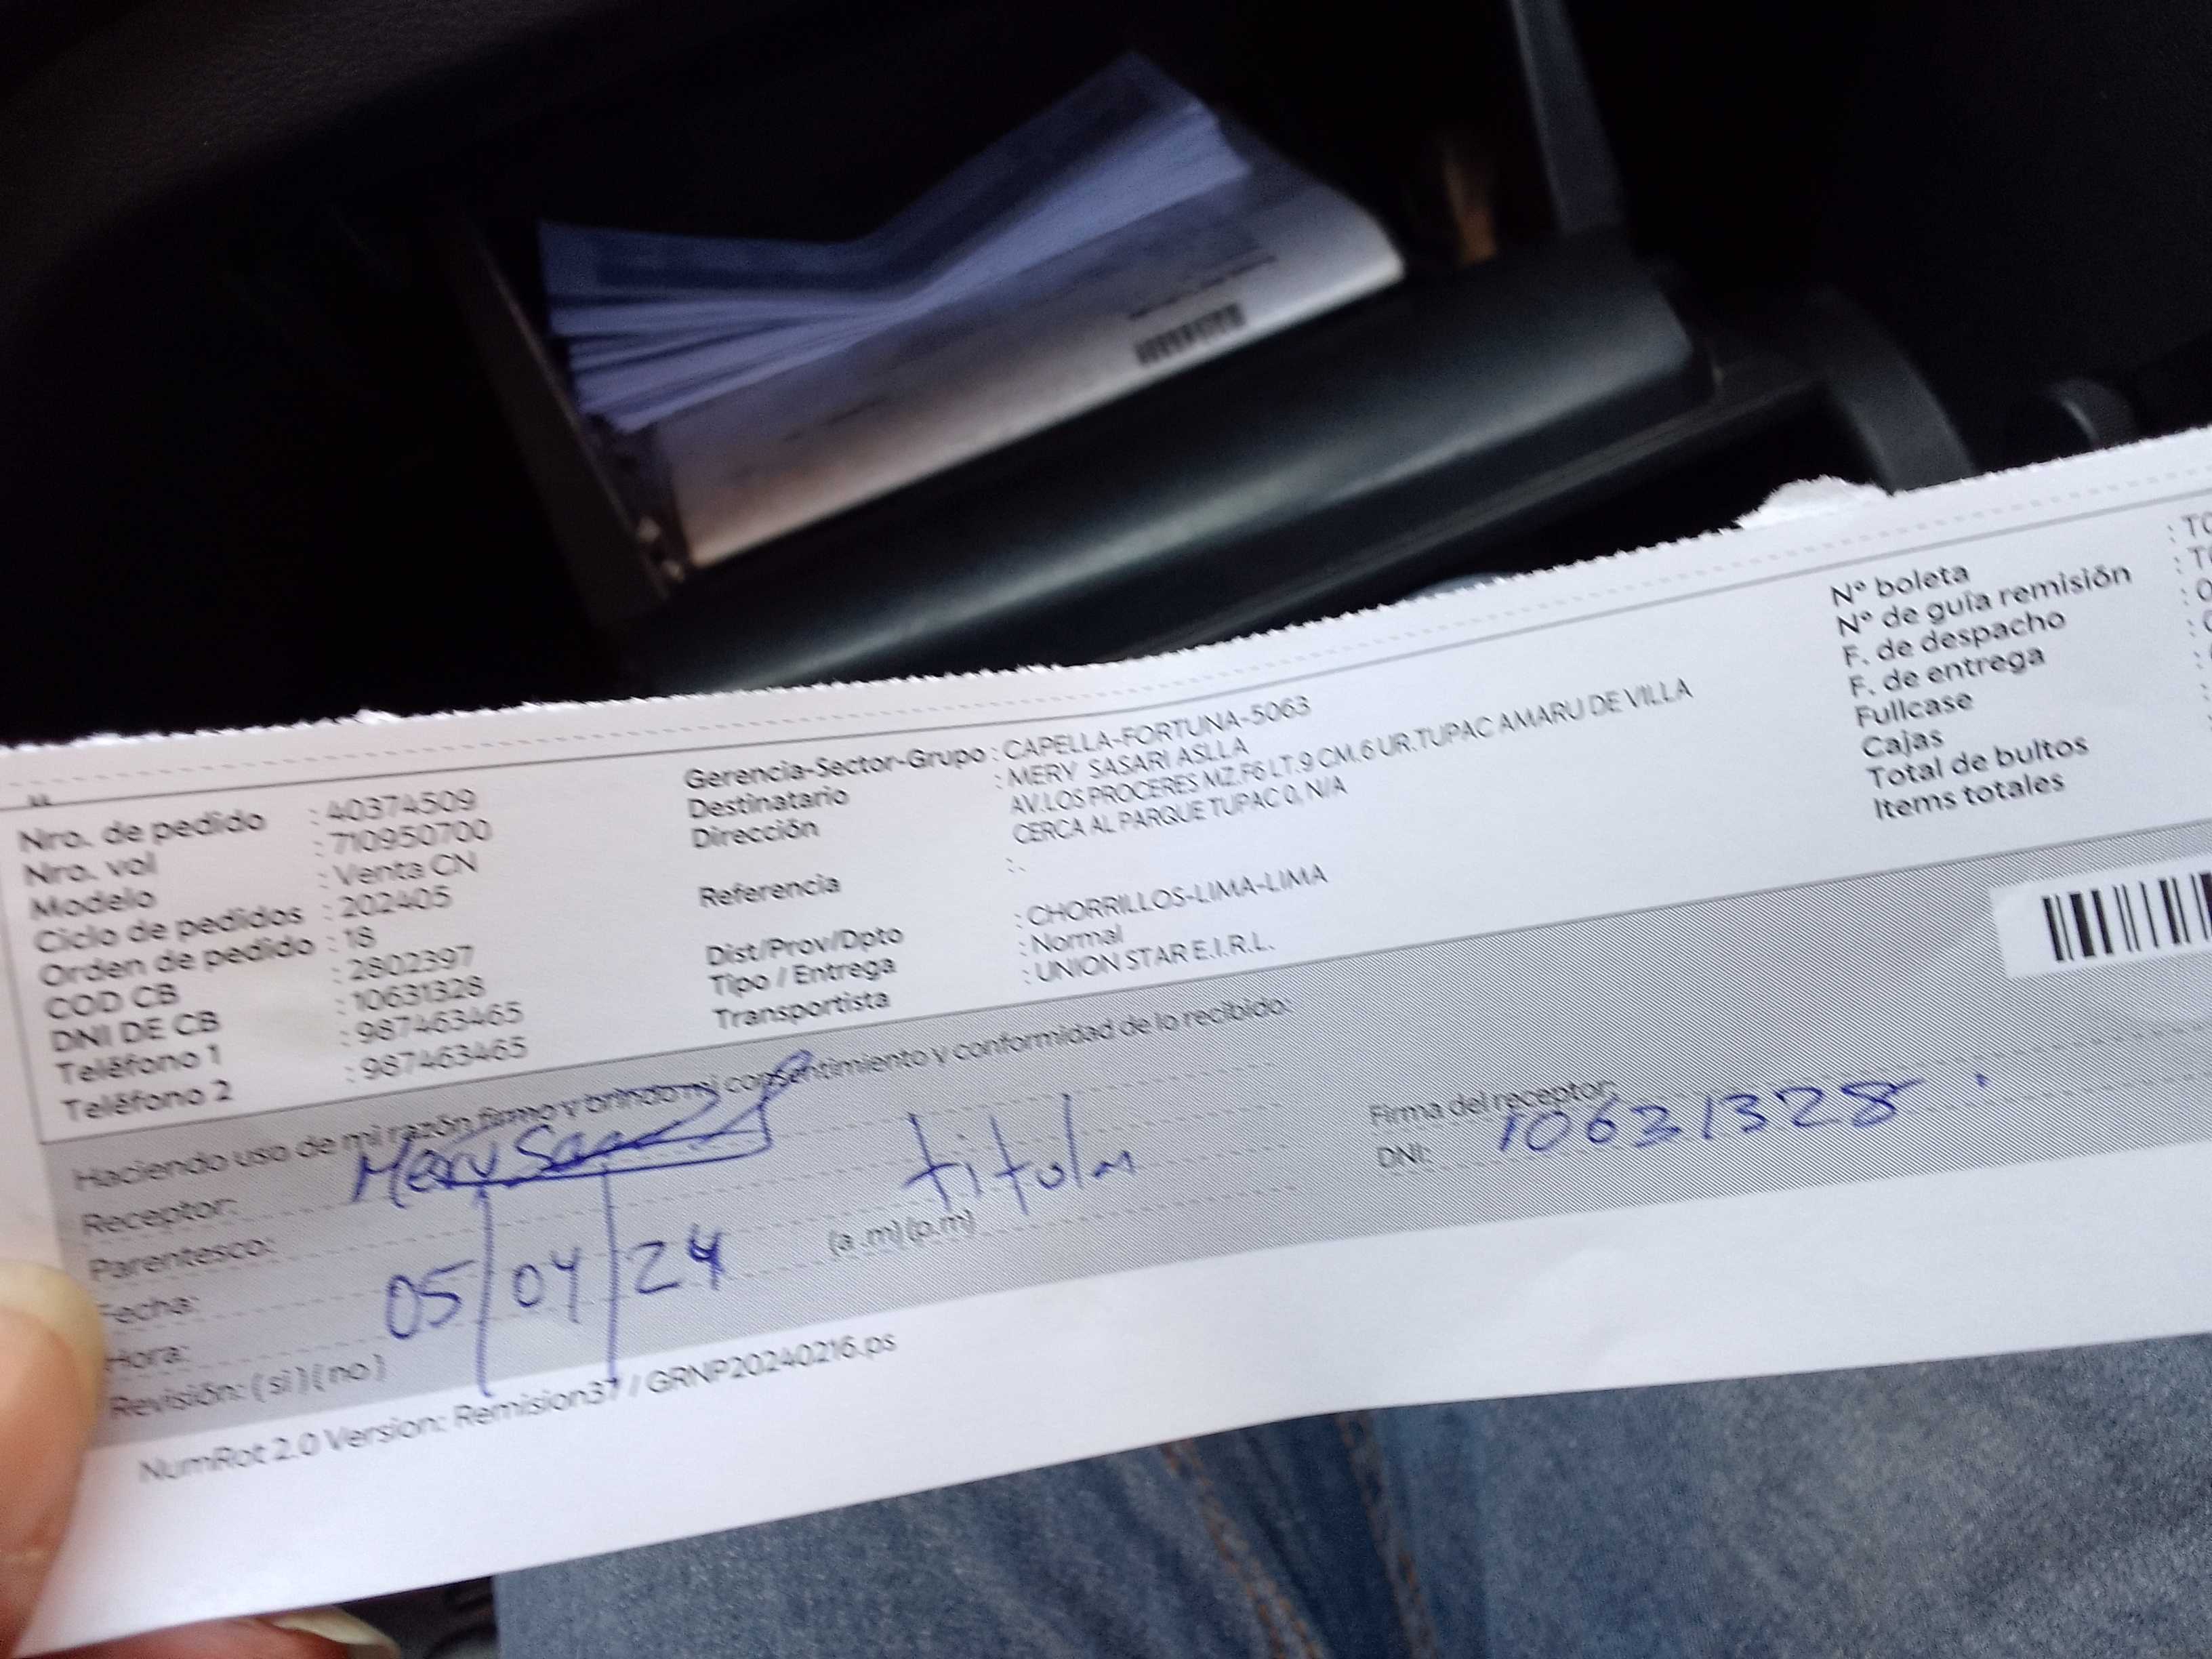 Nro. de pedido : 40374509
Nro. vol : 710950700
Modelo : Venta CN
Ciclo de pedidos : 202405
Orden de pedido : 18
COD CB : 2802397
DNI DE CB : 10631328
Teléfono 1 : 987463465
Teléfono 2 : 987463465
Gerencia-Sector-Grupo : CAPELLA-FORTUNA-5063
Destinatario : MERY SASARI ASLLA
Dirección AV.LOS PROCERES MZ.F6 LT.9 CM.6 UR.TUPAC AMARU DE VILLA
CERCA AL PARQUE TUPAC 0, N/A
Referencia : .
Dist/Prov/Dpto : CHORRILLOS-LIMA-LIMA
Tipo / Entrega : Normal
Transportista : UNION STAR E.I.R.L.
N° boleta : TO
N° de guía remisión : T
F. de despacho : 0
F. de entrega :
Fullcase :
Cajas
Total de bultos
Items totales
Haciendo uso de mi razón firmo y brindo mi consentimiento y conformidad de lo recibido:
Receptor: Mery
Parentesco: titular
Fecha: 05/04/24
Hora: (a.m)(p.m)
Revisión: (si)(no)
Firma del receptor:
DNI: 10631328
NumRot 2.0 Version: Remision37 / GRNP20240216.ps